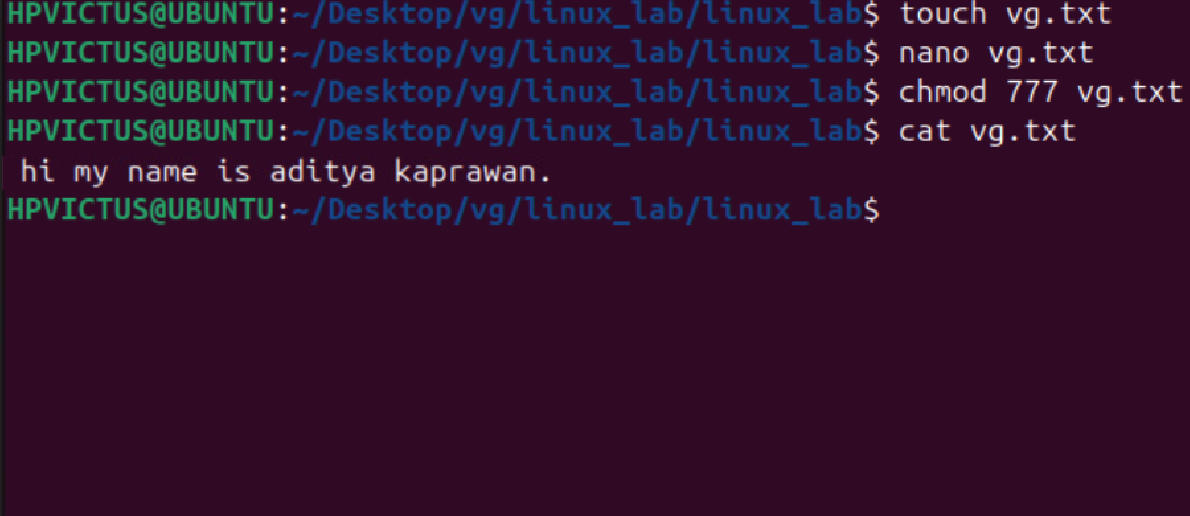 HPVICTUS@UBUNTU:~/Desktop/vg/linux_lab/linux_lab$ touch vg.txt
HPVICTUS@UBUNTU:~/Desktop/vg/linux_lab/linux_lab$ nano vg.txt
HPVICTUS@UBUNTU:~/Desktop/vg/linux_lab/linux_lab$ chmod 777 vg.txt
HPVICTUS@UBUNTU:~/Desktop/vg/linux_lab/linux_lab$ cat vg.txt
hi my name is aditya kaprawan.
HPVICTUS@UBUNTU:~/Desktop/vg/linux_lab/linux_lab$